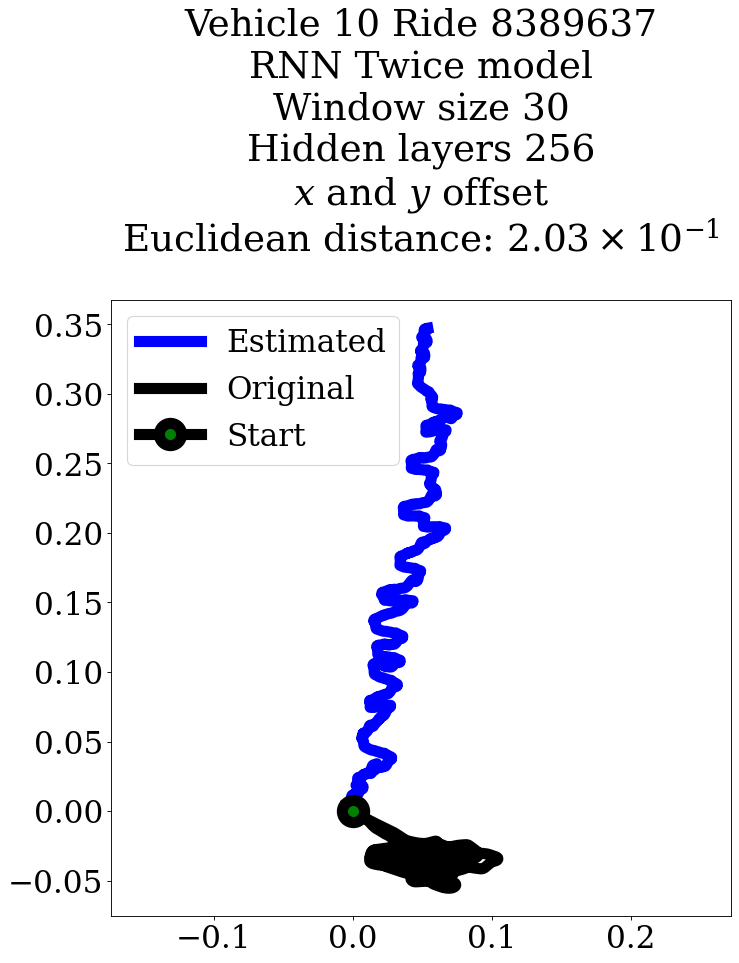 Vehicle 10 Ride 8389637
RNN Twice model
Window size 30
Hidden layers 256
x and y offset
Euclidean distance: 2.03 × 10⁻¹
Estimated
Original
Start
0.35
0.30
0.25
0.20
0.15
0.10
0.05
0.00
−0.05
−0.1 0.0 0.1 0.2